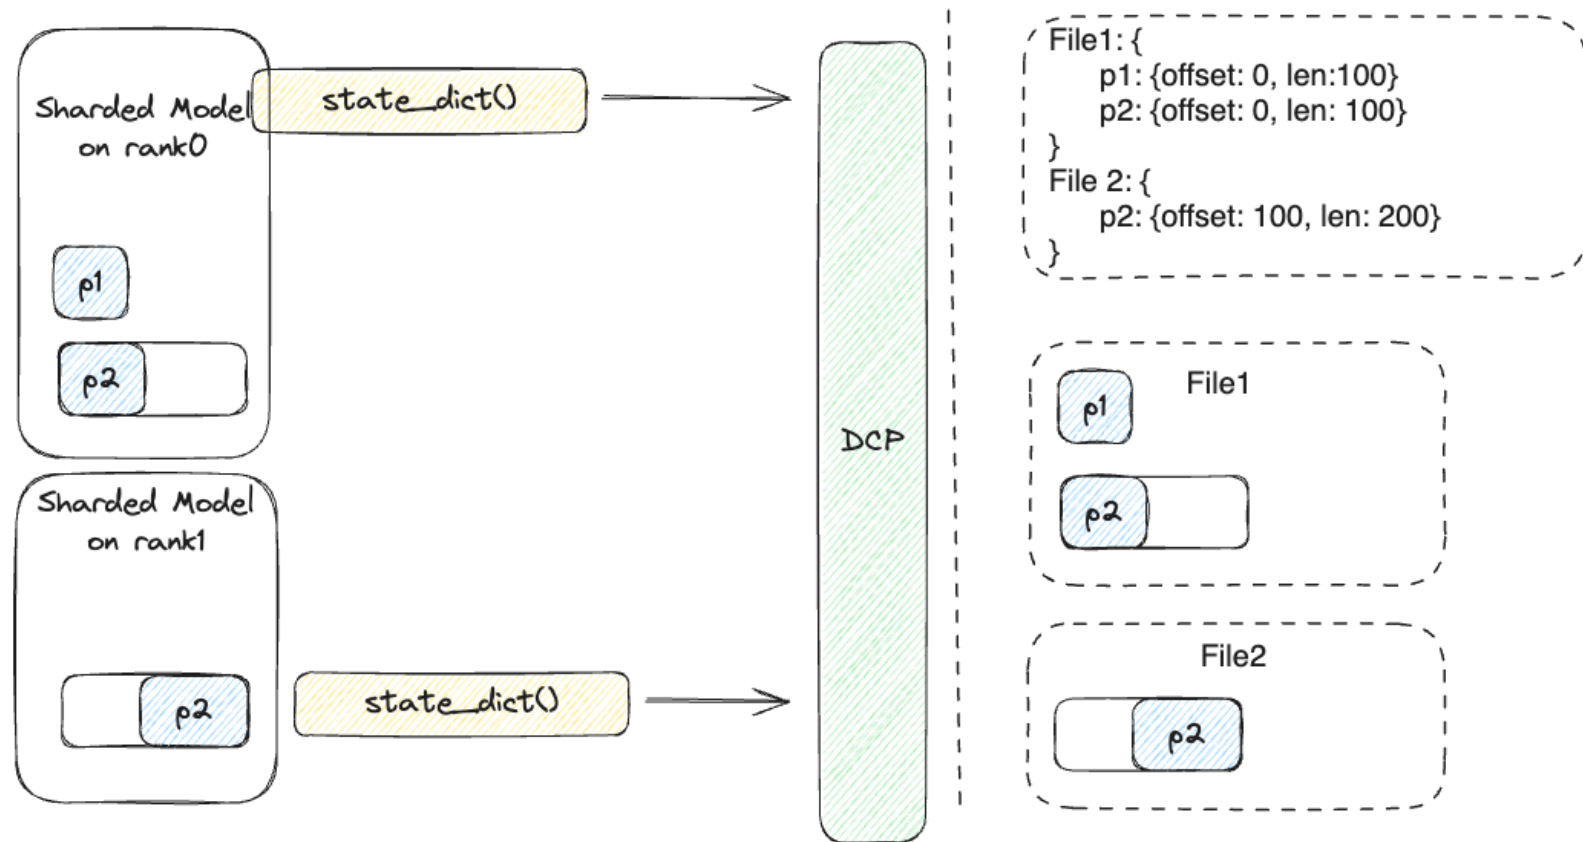 Sharded Model
on rank0
state_dict()
p1
p2
Sharded Model
on rank1
p2
state_dict()
DCP
File1: {
p1: {offset: 0, len:100}
p2: {offset: 0, len: 100}
}
File 2: {
p2: {offset: 100, len: 200}
}
File1
p1
p2
File2
p2